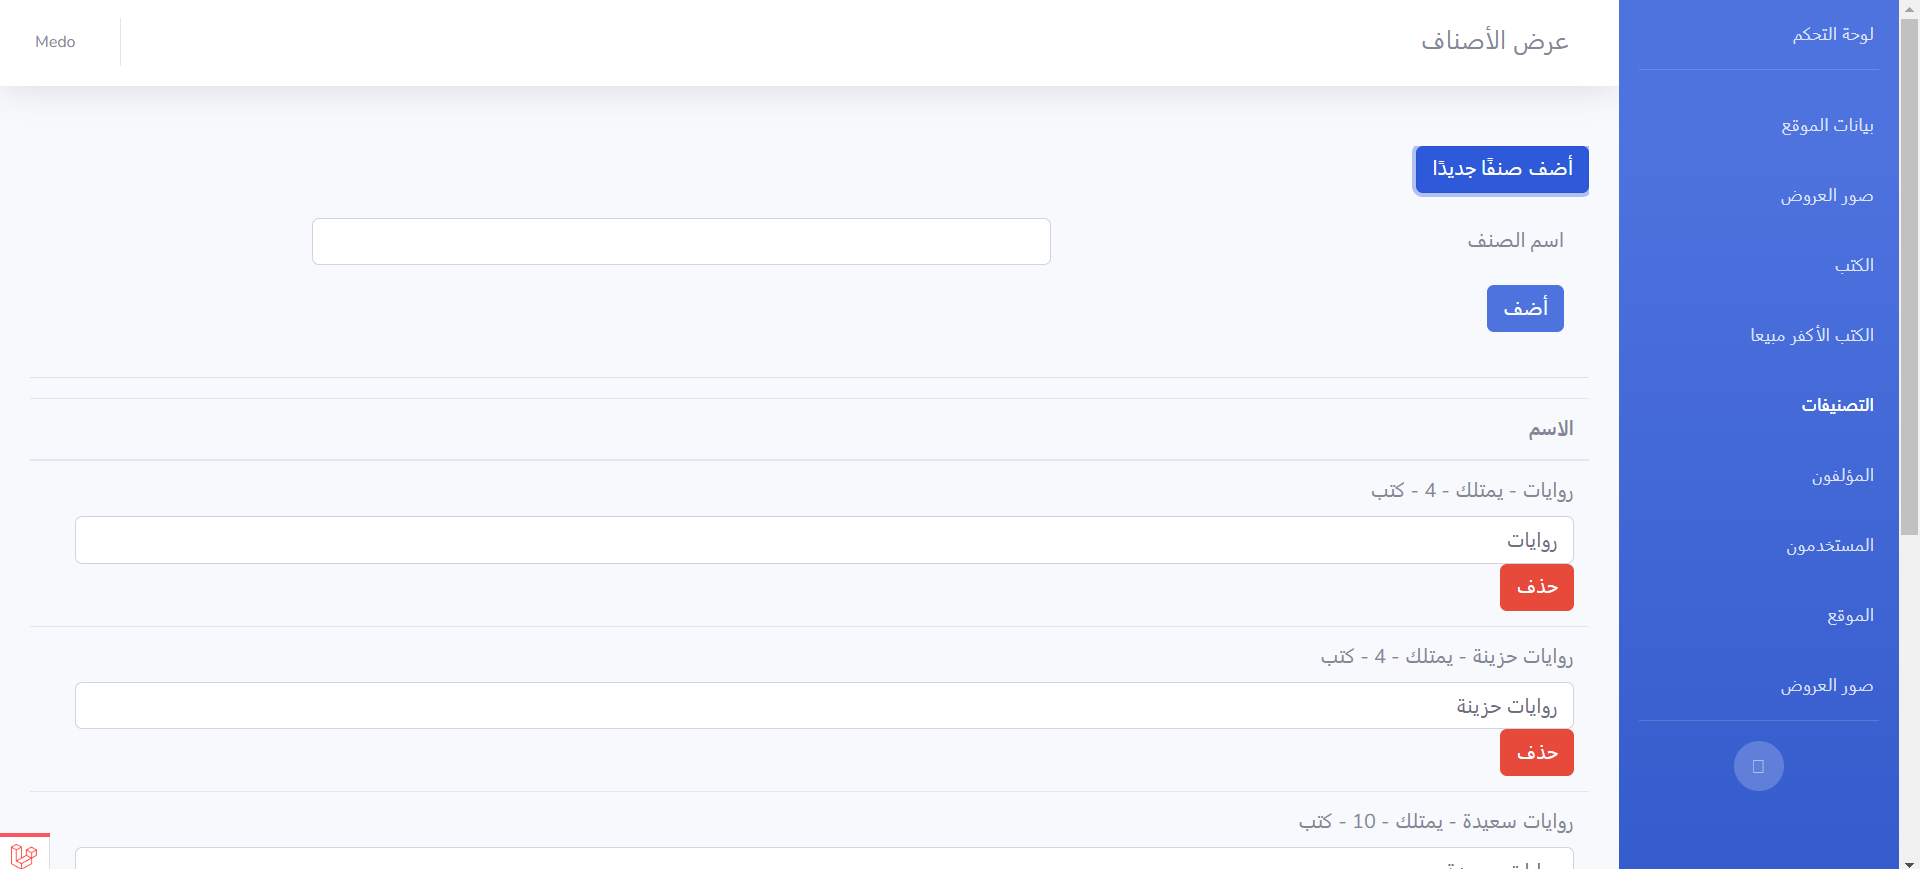 لوحة التحكم
بيانات الموقع
صور العروض
الكتب
الكتب الأكفر مبيعا
التصنيفات
المؤلفون
المستخدمون
الموقع
صور العروض
عرض الأصناف
Medo
أضف صنفًا جديدًا
اسم الصنف
أضف
الاسم
روايات - يمتلك - 4 - كتب
روايات
حذف
روايات حزينة - يمتلك - 4 - كتب
روايات حزينة
حذف
روايات سعيدة - يمتلك - 10 - كتب